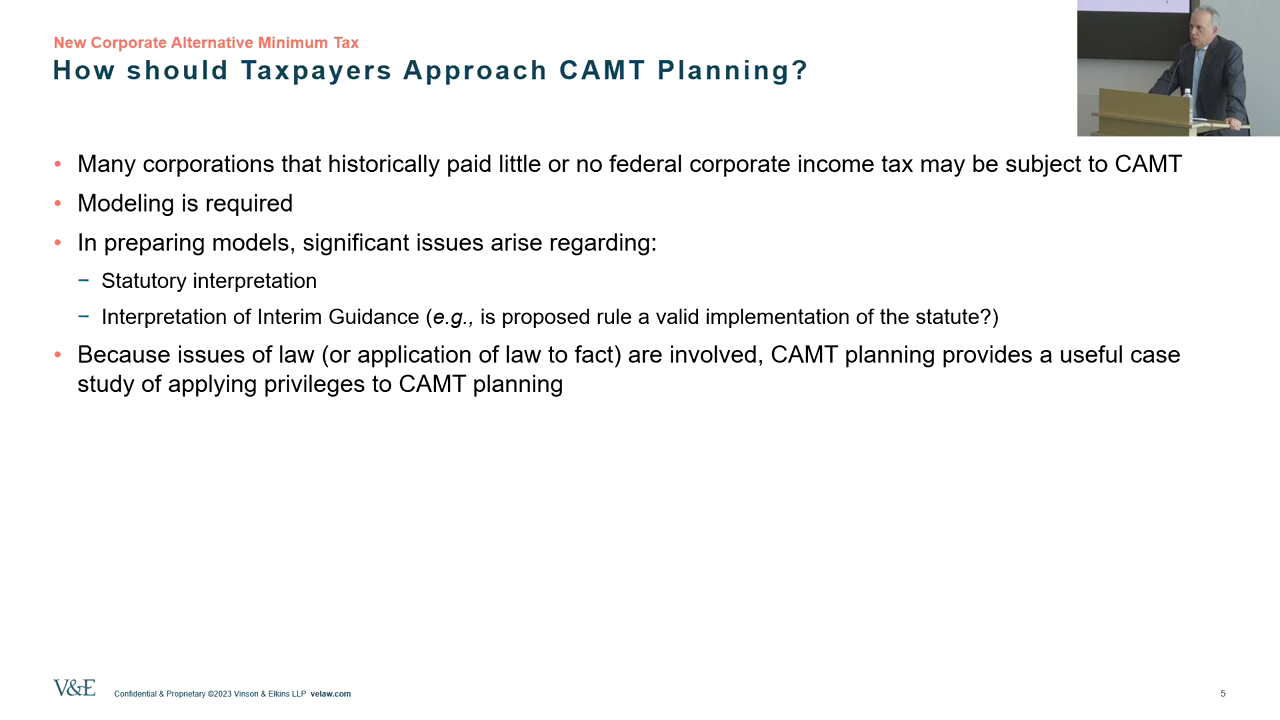 New Corporate Alternative Minimum Tax
How should Taxpayers Approach CAMT Planning?
• Many corporations that historically paid little or no federal corporate income tax may be subject to CAMT
• Modeling is required
• In preparing models, significant issues arise regarding:
− Statutory interpretation
− Interpretation of Interim Guidance (e.g., is proposed rule a valid implementation of the statute?)
• Because issues of law (or application of law to fact) are involved, CAMT planning provides a useful case
study of applying privileges to CAMT planning
V&E Confidential & Proprietary ©2023 Vinson & Elkins LLP velaw.com 5